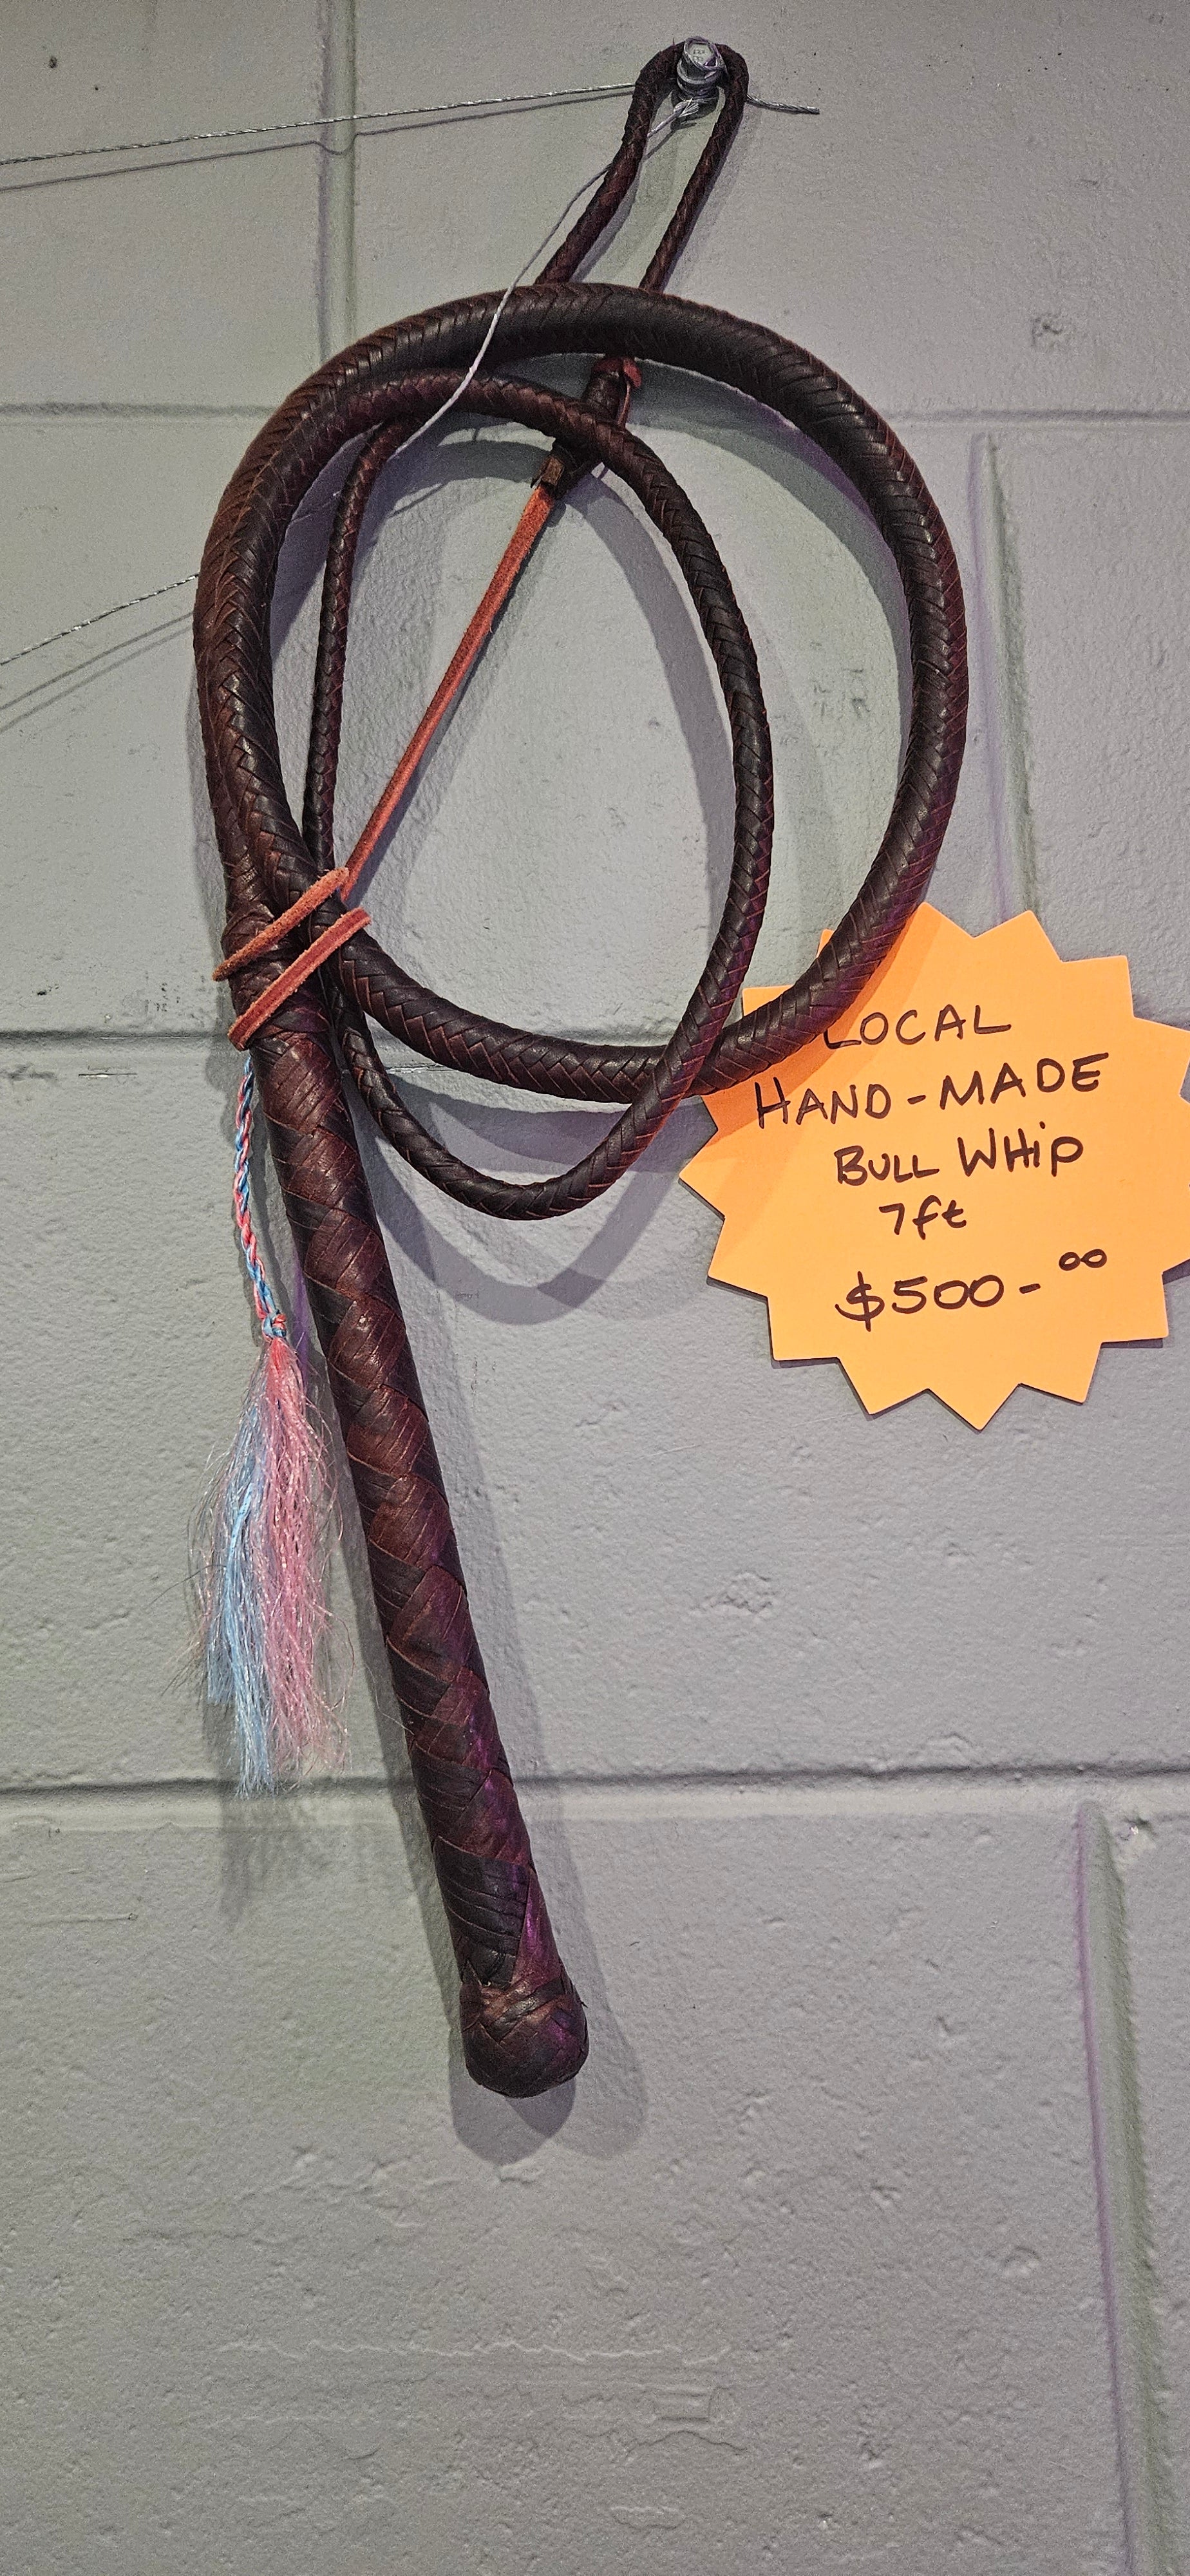 LOCAL
HAND-MADE
BULL WHIP
7ft
$500-⁰⁰